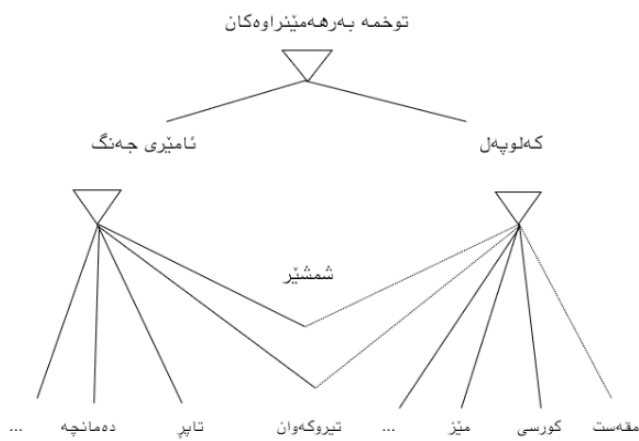 توخمە بەرهەمێنراوەکان
کەلوپەل
ئامێری جەنگ
شمشێر
مقەست
کورسی
مێز
...
تیروکەوان
تاپڕ
دەمانچە
...